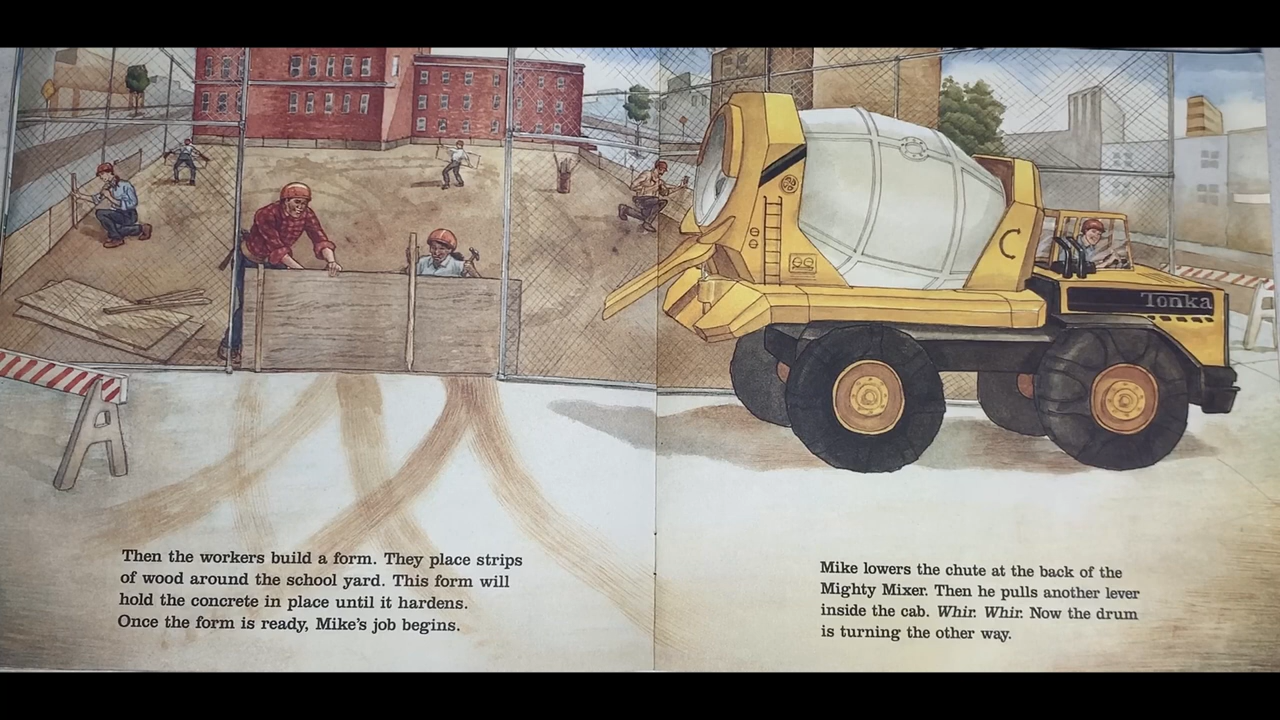 Tonka
Then the workers build a form. They place strips
of wood around the school yard. This form will
hold the concrete in place until it hardens.
Once the form is ready, Mike's job begins.
Mike lowers the chute at the back of the
Mighty Mixer. Then he pulls another lever
inside the cab. Whir. Whir. Now the drum
is turning the other way.